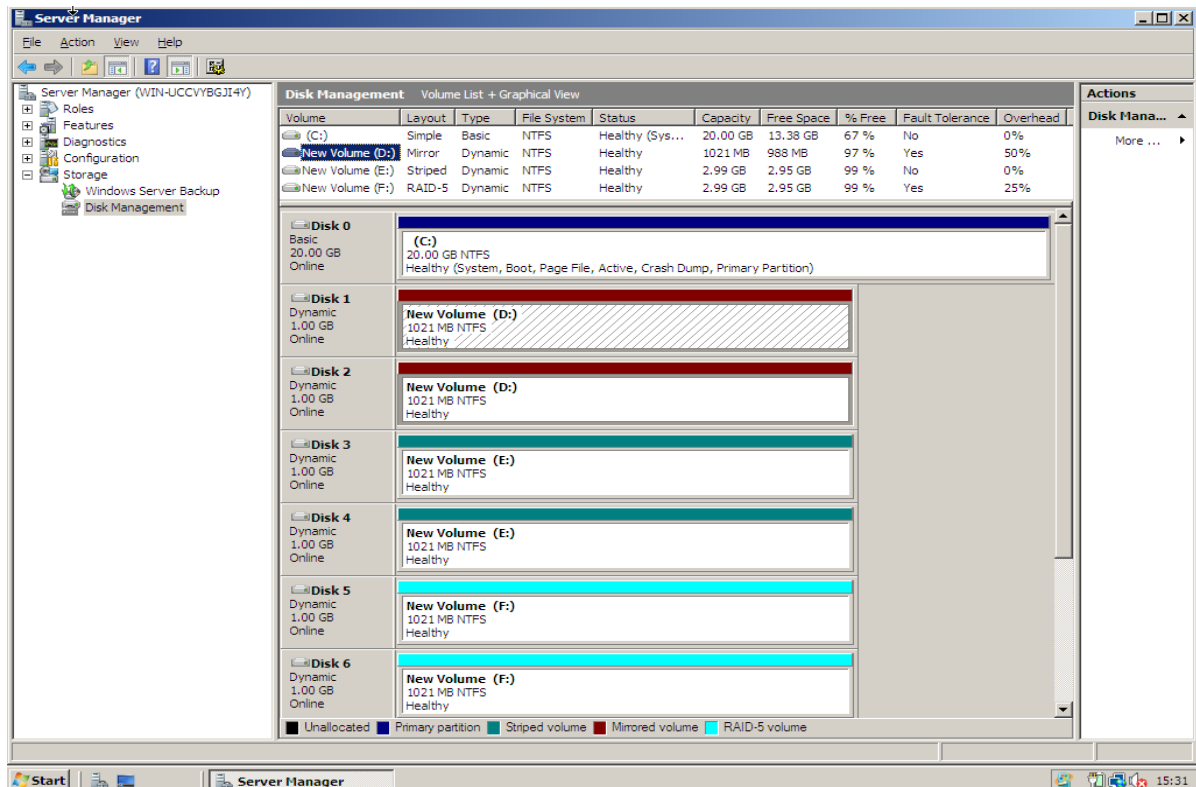 Server Manager
File Action View Help
Server Manager (WIN-UCCVYBGJI4Y)
Roles
Features
Diagnostics
Configuration
Storage
Windows Server Backup
Disk Management
Disk Management Volume List + Graphical View
Volume Layout Type File System Status Capacity Free Space % Free Fault Tolerance Overhead
(C:) Simple Basic NTFS Healthy (Sys... 20.00 GB 13.38 GB 67 % No 0%
New Volume (D:) Mirror Dynamic NTFS Healthy 1021 MB 988 MB 97 % Yes 50%
New Volume (E:) Striped Dynamic NTFS Healthy 2.99 GB 2.95 GB 99 % No 0%
New Volume (F:) RAID-5 Dynamic NTFS Healthy 2.99 GB 2.95 GB 99 % Yes 25%
Disk 0
Basic
20.00 GB
Online
(C:)
20.00 GB NTFS
Healthy (System, Boot, Page File, Active, Crash Dump, Primary Partition)
Disk 1
Dynamic
1.00 GB
Online
New Volume (D:)
1021 MB NTFS
Healthy
Disk 2
Dynamic
1.00 GB
Online
New Volume (D:)
1021 MB NTFS
Healthy
Disk 3
Dynamic
1.00 GB
Online
New Volume (E:)
1021 MB NTFS
Healthy
Disk 4
Dynamic
1.00 GB
Online
New Volume (E:)
1021 MB NTFS
Healthy
Disk 5
Dynamic
1.00 GB
Online
New Volume (F:)
1021 MB NTFS
Healthy
Disk 6
Dynamic
1.00 GB
Online
New Volume (F:)
1021 MB NTFS
Healthy
Unallocated Primary partition Striped volume Mirrored volume RAID-5 volume
Actions
Disk Mana...
More ...
Start Server Manager 15:31